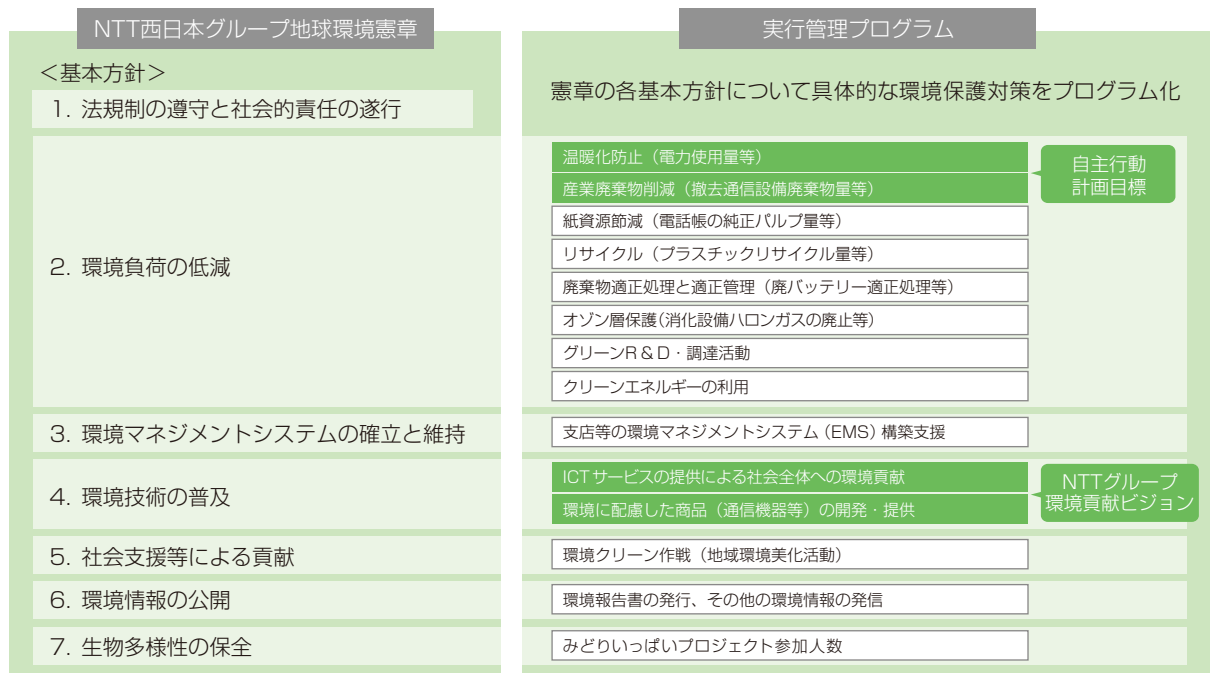 NTT西日本グループ地球環境憲章
実行管理プログラム
＜基本方針＞
1. 法規制の遵守と社会的責任の遂行
憲章の各基本方針について具体的な環境保護対策をプログラム化
2. 環境負荷の低減
温暖化防止（電力使用量等）
産業廃棄物削減（撤去通信設備廃棄物量等）
自主行動
計画目標
紙資源節減（電話帳の純正パルプ量等）
リサイクル（プラスチックリサイクル量等）
廃棄物適正処理と適正管理（廃バッテリー適正処理等）
オゾン層保護（消化設備ハロンガスの廃止等）
グリーンR＆D・調達活動
クリーンエネルギーの利用
3. 環境マネジメントシステムの確立と維持
支店等の環境マネジメントシステム（EMS）構築支援
4. 環境技術の普及
ICTサービスの提供による社会全体への環境貢献
環境に配慮した商品（通信機器等）の開発・提供
NTTグループ
環境貢献ビジョン
5. 社会支援等による貢献
環境クリーン作戦（地域環境美化活動）
6. 環境情報の公開
環境報告書の発行、その他の環境情報の発信
7. 生物多様性の保全
みどりいっぱいプロジェクト参加人数